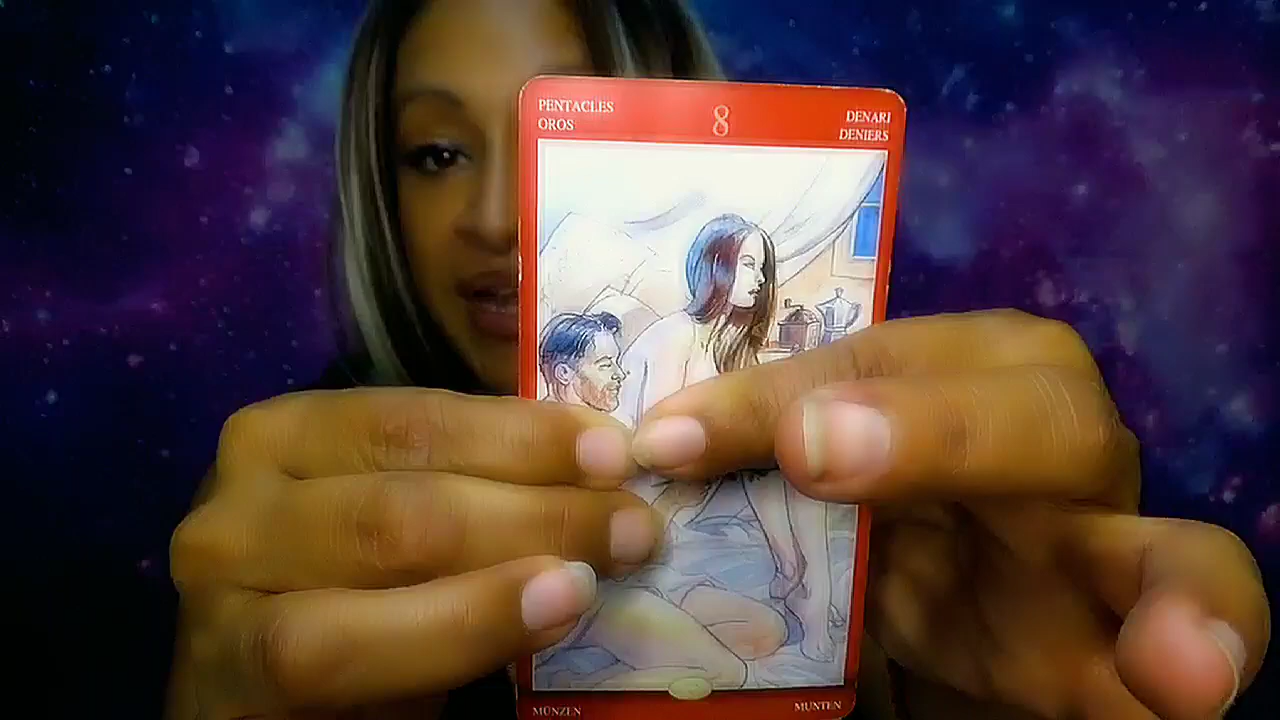 PENTACLES
OROS
8
DENARI
DENIERS
MÜNZEN
MUNTEN